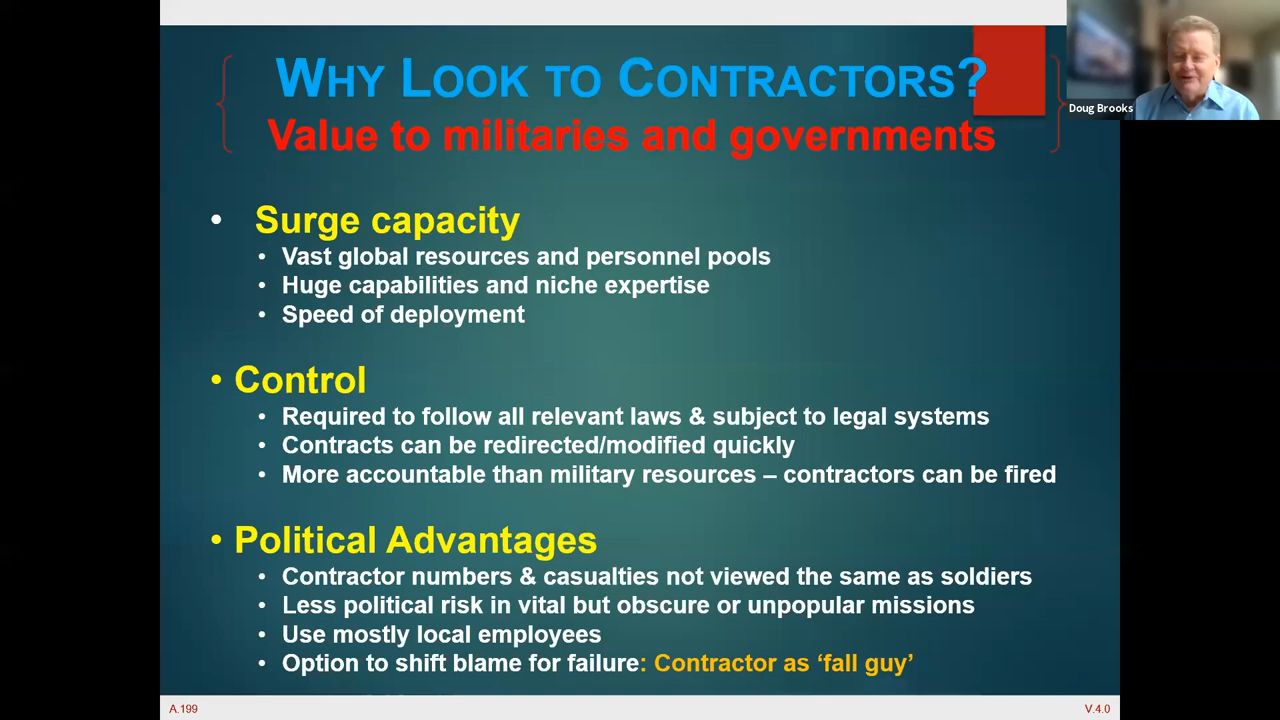 WHY LOOK TO CONTRACTORS?
Value to militaries and governments
Doug Brooks
• Surge capacity
• Vast global resources and personnel pools
• Huge capabilities and niche expertise
• Speed of deployment
• Control
• Required to follow all relevant laws & subject to legal systems
• Contracts can be redirected/modified quickly
• More accountable than military resources – contractors can be fired
• Political Advantages
• Contractor numbers & casualties not viewed the same as soldiers
• Less political risk in vital but obscure or unpopular missions
• Use mostly local employees
• Option to shift blame for failure: Contractor as ‘fall guy’
A.199
V.4.0